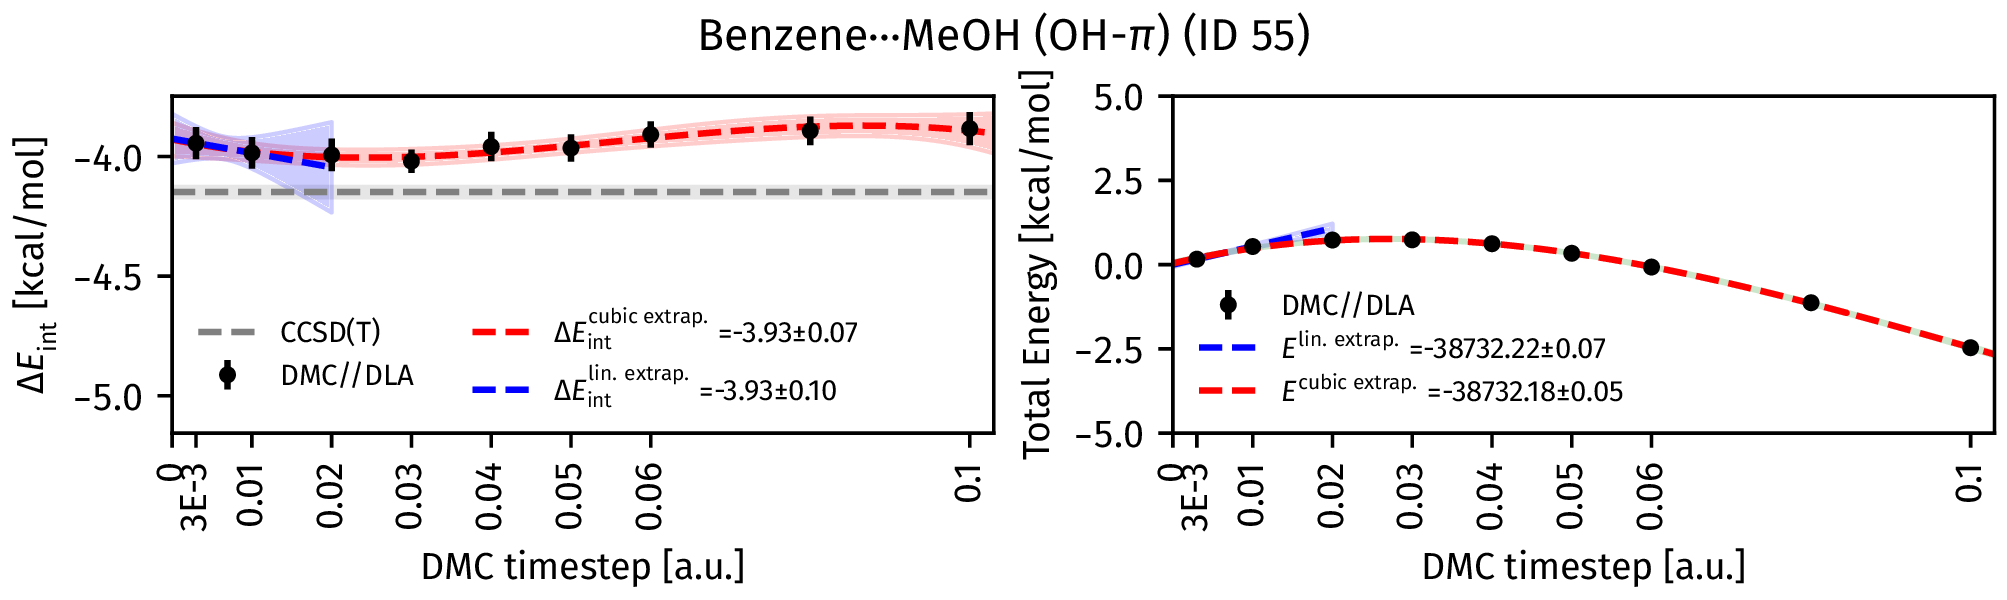 Benzene···MeOH (OH-π) (ID 55)
ΔE_int [kcal/mol]
−4.0
−4.5
−5.0
CCSD(T)
DMC//DLA
ΔE_int^cubic extrap. =-3.93±0.07
ΔE_int^lin. extrap. =-3.93±0.10
0
3E-3
0.01
0.02
0.03
0.04
0.05
0.06
0.1
DMC timestep [a.u.]
Total Energy [kcal/mol]
5.0
2.5
0.0
−2.5
−5.0
DMC//DLA
E^lin. extrap. =-38732.22±0.07
E^cubic extrap. =-38732.18±0.05
0
3E-3
0.01
0.02
0.03
0.04
0.05
0.06
0.1
DMC timestep [a.u.]